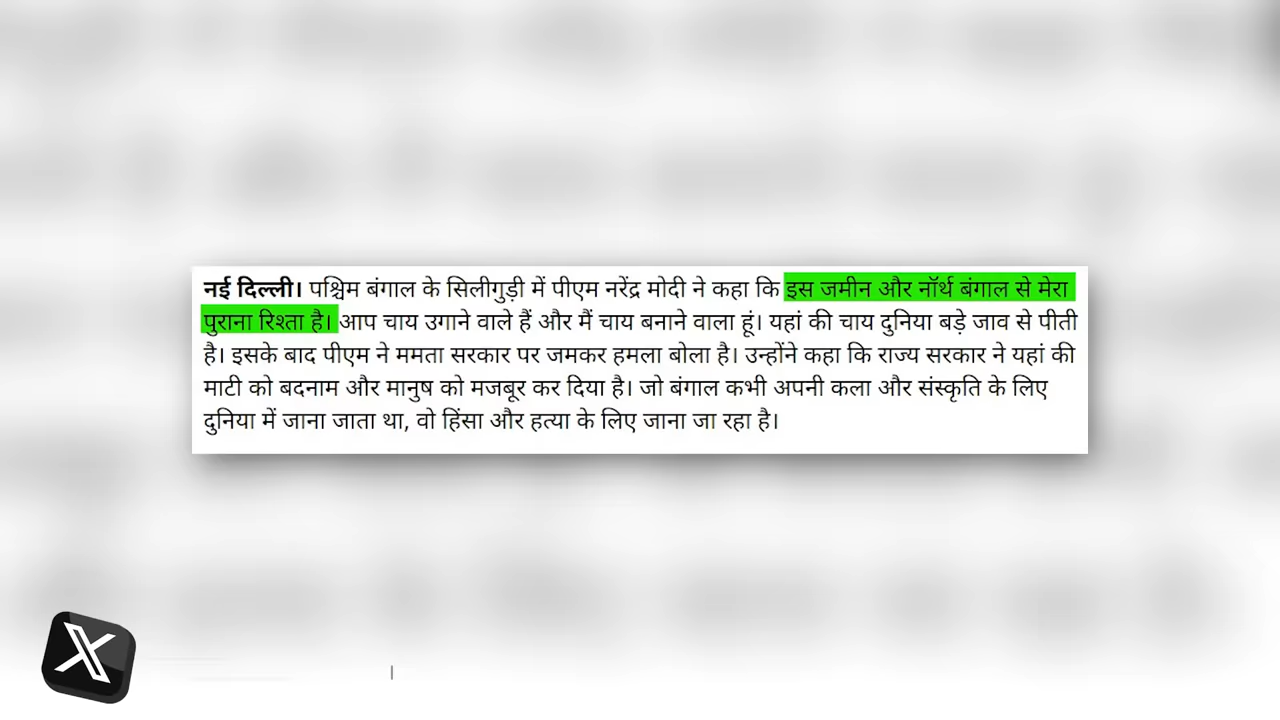 नई दिल्ली। पश्चिम बंगाल के सिलीगुड़ी में पीएम नरेंद्र मोदी ने कहा कि इस जमीन और नॉर्थ बंगाल से मेरा
पुराना रिश्ता है। आप चाय उगाने वाले हैं और मैं चाय बनाने वाला हूं। यहां की चाय दुनिया बड़े जाव से पीती
है। इसके बाद पीएम ने ममता सरकार पर जमकर हमला बोला है। उन्होंने कहा कि राज्य सरकार ने यहां की
माटी को बदनाम और मानुष को मजबूर कर दिया है। जो बंगाल कभी अपनी कला और संस्कृति के लिए
दुनिया में जाना जाता था, वो हिंसा और हत्या के लिए जाना जा रहा है।